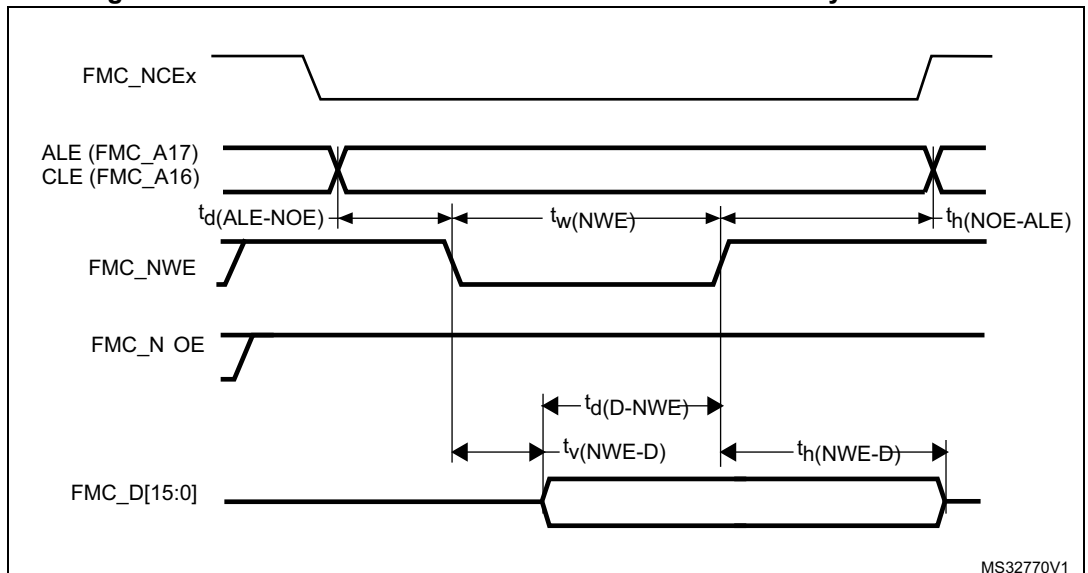 FMC_NCEx
ALE (FMC_A17)
CLE (FMC_A16)
td(ALE-NOE) tw(NWE) th(NOE-ALE)
FMC_NWE
FMC_N OE
td(D-NWE)
tv(NWE-D) th(NWE-D)
FMC_D[15:0]
MS32770V1